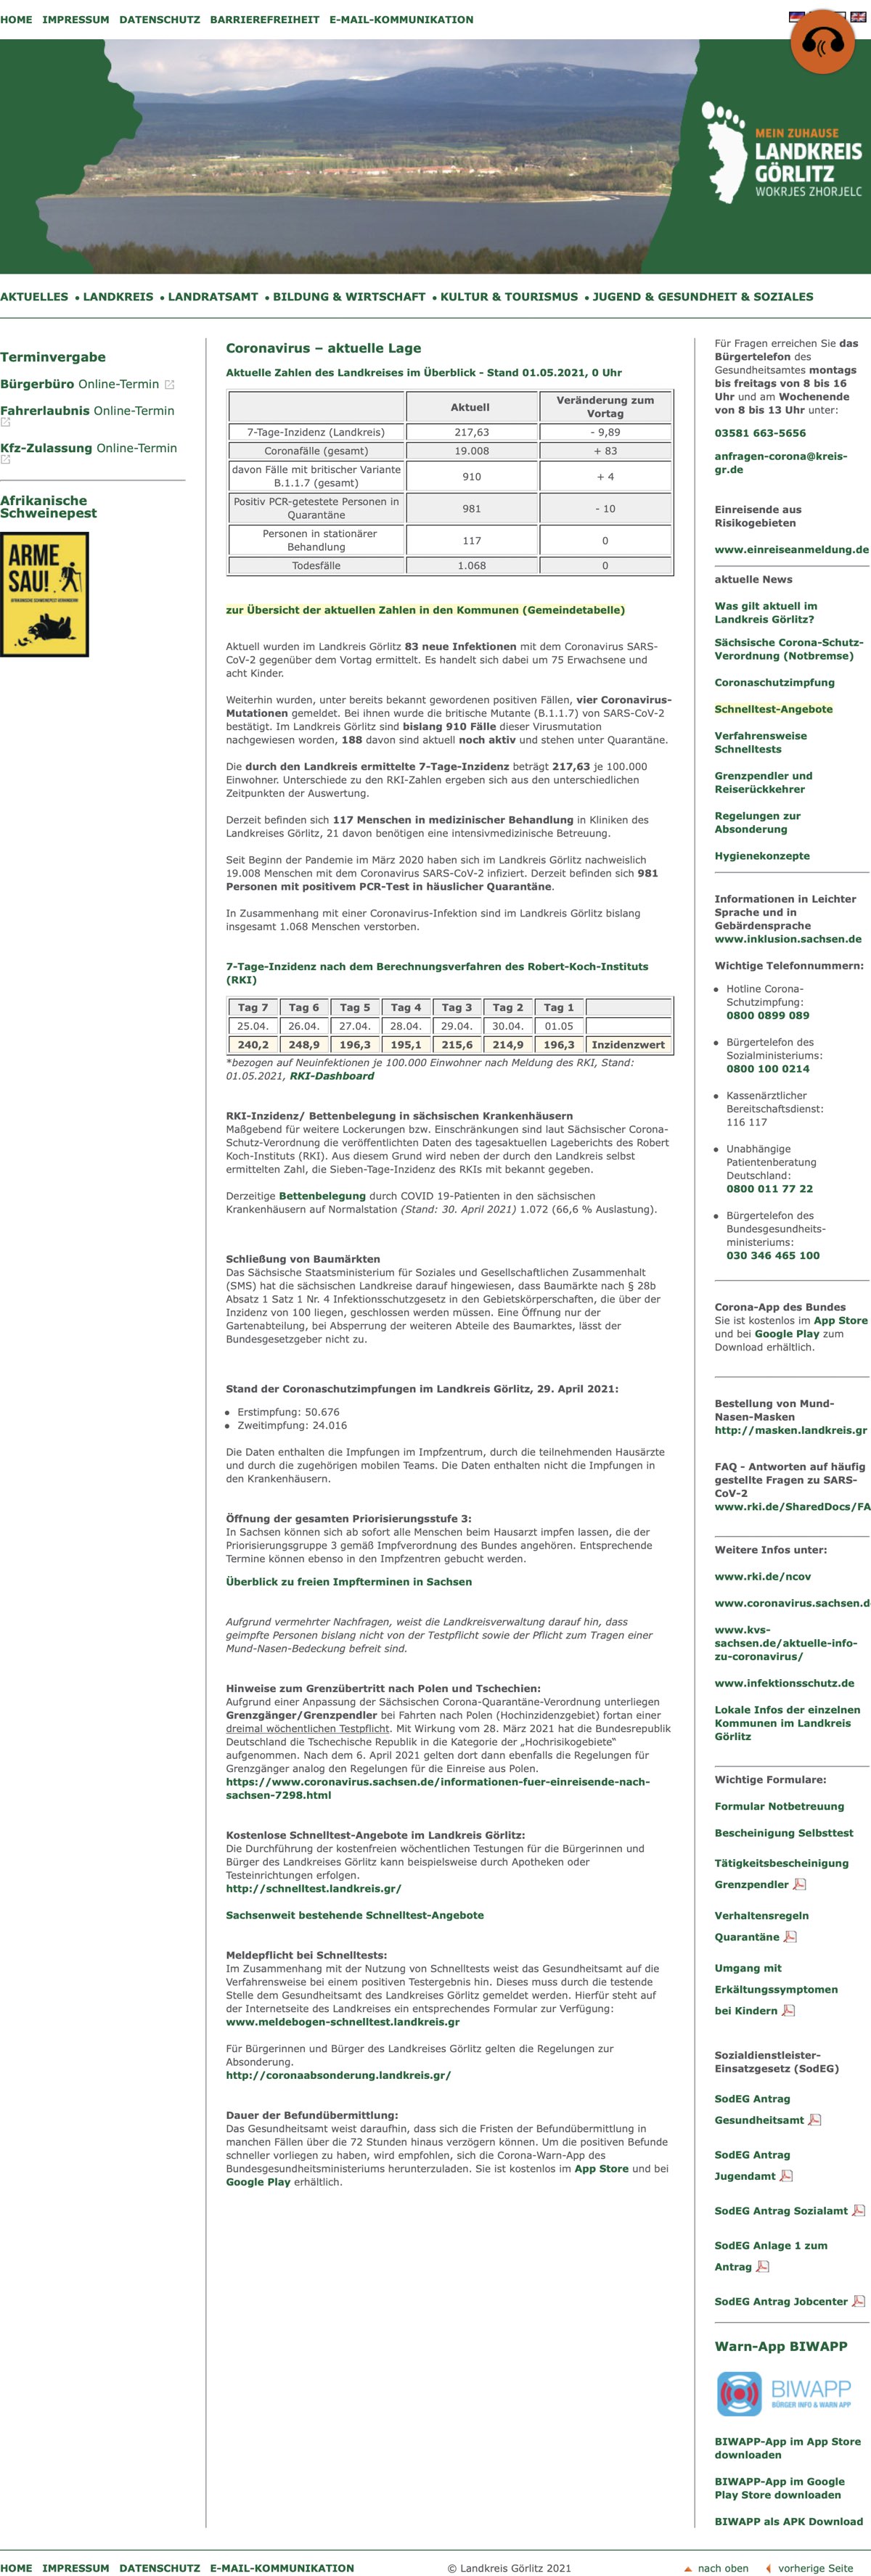 HOME IMPRESSUM DATENSCHUTZ BARRIEREFREIHEIT E-MAIL-KOMMUNIKATION
MEIN ZUHAUSE
LANDKREIS
GÖRLITZ
WOKRJES ZHORJELC
AKTUELLES • LANDKREIS • LANDRATSAMT • BILDUNG & WIRTSCHAFT • KULTUR & TOURISMUS • JUGEND & GESUNDHEIT & SOZIALES
Terminvergabe
Bürgerbüro Online-Termin
Fahrerlaubnis Online-Termin
Kfz-Zulassung Online-Termin
Afrikanische
Schweinepest
ARME
SAU!
Coronavirus – aktuelle Lage
Aktuelle Zahlen des Landkreises im Überblick - Stand 01.05.2021, 0 Uhr
Aktuell Veränderung zum
Vortag
7-Tage-Inzidenz (Landkreis) 217,63 - 9,89
Coronafälle (gesamt) 19.008 + 83
davon Fälle mit britischer Variante
B.1.1.7 (gesamt) 910 + 4
Positiv PCR-getestete Personen in
Quarantäne 981 - 10
Personen in stationärer
Behandlung 117 0
Todesfälle 1.068 0
zur Übersicht der aktuellen Zahlen in den Kommunen (Gemeindetabelle)
Aktuell wurden im Landkreis Görlitz 83 neue Infektionen mit dem Coronavirus SARS-
CoV-2 gegenüber dem Vortag ermittelt. Es handelt sich dabei um 75 Erwachsene und
acht Kinder.
Weiterhin wurden, unter bereits bekannt gewordenen positiven Fällen, vier Coronavirus-
Mutationen gemeldet. Bei ihnen wurde die britische Mutante (B.1.1.7) von SARS-CoV-2
bestätigt. Im Landkreis Görlitz sind bislang 910 Fälle dieser Virusmutation
nachgewiesen worden, 188 davon sind aktuell noch aktiv und stehen unter Quarantäne.
Die durch den Landkreis ermittelte 7-Tage-Inzidenz beträgt 217,63 je 100.000
Einwohner. Unterschiede zu den RKI-Zahlen ergeben sich aus den unterschiedlichen
Zeitpunkten der Auswertung.
Derzeit befinden sich 117 Menschen in medizinischer Behandlung in Kliniken des
Landkreises Görlitz, 21 davon benötigen eine intensivmedizinische Betreuung.
Seit Beginn der Pandemie im März 2020 haben sich im Landkreis Görlitz nachweislich
19.008 Menschen mit dem Coronavirus SARS-CoV-2 infiziert. Derzeit befinden sich 981
Personen mit positivem PCR-Test in häuslicher Quarantäne.
In Zusammenhang mit einer Coronavirus-Infektion sind im Landkreis Görlitz bislang
insgesamt 1.068 Menschen verstorben.
7-Tage-Inzidenz nach dem Berechnungsverfahren des Robert-Koch-Instituts
(RKI)
Tag 7 Tag 6 Tag 5 Tag 4 Tag 3 Tag 2 Tag 1
25.04. 26.04. 27.04. 28.04. 29.04. 30.04. 01.05
240,2 248,9 196,3 195,1 215,6 214,9 196,3 Inzidenzwert
*bezogen auf Neuinfektionen je 100.000 Einwohner nach Meldung des RKI, Stand:
01.05.2021, RKI-Dashboard
RKI-Inzidenz/ Bettenbelegung in sächsischen Krankenhäusern
Maßgebend für weitere Lockerungen bzw. Einschränkungen sind laut Sächsischer Corona-
Schutz-Verordnung die veröffentlichten Daten des tagesaktuellen Lageberichts des Robert
Koch-Instituts (RKI). Aus diesem Grund wird neben der durch den Landkreis selbst
ermittelten Zahl, die Sieben-Tage-Inzidenz des RKIs mit bekannt gegeben.
Derzeitige Bettenbelegung durch COVID 19-Patienten in den sächsischen
Krankenhäusern auf Normalstation (Stand: 30. April 2021) 1.072 (66,6 % Auslastung).
Schließung von Baumärkten
Das Sächsische Staatsministerium für Soziales und Gesellschaftlichen Zusammenhalt
(SMS) hat die sächsischen Landkreise darauf hingewiesen, dass Baumärkte nach § 28b
Absatz 1 Satz 1 Nr. 4 Infektionsschutzgesetz in den Gebietskörperschaften, die über der
Inzidenz von 100 liegen, geschlossen werden müssen. Eine Öffnung nur der
Gartenabteilung, bei Absperrung der weiteren Abteile des Baumarktes, lässt der
Bundesgesetzgeber nicht zu.
Stand der Coronaschutzimpfungen im Landkreis Görlitz, 29. April 2021:
• Erstimpfung: 50.676
• Zweitimpfung: 24.016
Die Daten enthalten die Impfungen im Impfzentrum, durch die teilnehmenden Hausärzte
und durch die zugehörigen mobilen Teams. Die Daten enthalten nicht die Impfungen in
den Krankenhäusern.
Öffnung der gesamten Priorisierungsstufe 3:
In Sachsen können sich ab sofort alle Menschen beim Hausarzt impfen lassen, die der
Priorisierungsgruppe 3 gemäß Impfverordnung des Bundes angehören. Entsprechende
Termine können ebenso in den Impfzentren gebucht werden.
Überblick zu freien Impfterminen in Sachsen
Aufgrund vermehrter Nachfragen, weist die Landkreisverwaltung darauf hin, dass
geimpfte Personen bislang nicht von der Testpflicht sowie der Pflicht zum Tragen einer
Mund-Nasen-Bedeckung befreit sind.
Hinweise zum Grenzübertritt nach Polen und Tschechien:
Aufgrund einer Anpassung der Sächsischen Corona-Quarantäne-Verordnung unterliegen
Grenzgänger/Grenzpendler bei Fahrten nach Polen (Hochinzidenzgebiet) fortan einer
dreimal wöchentlichen Testpflicht. Mit Wirkung vom 28. März 2021 hat die Bundesrepublik
Deutschland die Tschechische Republik in die Kategorie der „Hochrisikogebiete“
aufgenommen. Nach dem 6. April 2021 gelten dort dann ebenfalls die Regelungen für
Grenzgänger analog den Regelungen für die Einreise aus Polen.
https://www.coronavirus.sachsen.de/informationen-fuer-einreisende-nach-
sachsen-7298.html
Kostenlose Schnelltest-Angebote im Landkreis Görlitz:
Die Durchführung der kostenfreien wöchentlichen Testungen für die Bürgerinnen und
Bürger des Landkreises Görlitz kann beispielsweise durch Apotheken oder
Testeinrichtungen erfolgen.
http://schnelltest.landkreis.gr/
Sachsenweit bestehende Schnelltest-Angebote
Meldepflicht bei Schnelltests:
Im Zusammenhang mit der Nutzung von Schnelltests weist das Gesundheitsamt auf die
Verfahrensweise bei einem positiven Testergebnis hin. Dieses muss durch die testende
Stelle dem Gesundheitsamt des Landkreises Görlitz gemeldet werden. Hierfür steht auf
der Internetseite des Landkreises ein entsprechendes Formular zur Verfügung:
www.meldebogen-schnelltest.landkreis.gr
Für Bürgerinnen und Bürger des Landkreises Görlitz gelten die Regelungen zur
Absonderung.
http://coronaabsonderung.landkreis.gr/
Dauer der Befundübermittlung:
Das Gesundheitsamt weist daraufhin, dass sich die Fristen der Befundübermittlung in
manchen Fällen über die 72 Stunden hinaus verzögern können. Um die positiven Befunde
schneller vorliegen zu haben, wird empfohlen, sich die Corona-Warn-App des
Bundesgesundheitsministeriums herunterzuladen. Sie ist kostenlos im App Store und bei
Google Play erhältlich.
Für Fragen erreichen Sie das
Bürgertelefon des
Gesundheitsamtes montags
bis freitags von 8 bis 16
Uhr und am Wochenende
von 8 bis 13 Uhr unter:
03581 663-5656
anfragen-corona@kreis-
gr.de
Einreisende aus
Risikogebieten
www.einreiseanmeldung.de
aktuelle News
Was gilt aktuell im
Landkreis Görlitz?
Sächsische Corona-Schutz-
Verordnung (Notbremse)
Coronaschutzimpfung
Schnelltest-Angebote
Verfahrensweise
Schnelltests
Grenzpendler und
Reiserückkehrer
Regelungen zur
Absonderung
Hygienekonzepte
Informationen in Leichter
Sprache und in
Gebärdensprache
www.inklusion.sachsen.de
Wichtige Telefonnummern:
• Hotline Corona-
Schutzimpfung:
0800 0899 089
• Bürgertelefon des
Sozialministeriums:
0800 100 0214
• Kassenärztlicher
Bereitschaftsdienst:
116 117
• Unabhängige
Patientenberatung
Deutschland:
0800 011 77 22
• Bürgertelefon des
Bundesgesundheits-
ministeriums:
030 346 465 100
Corona-App des Bundes
Sie ist kostenlos im App Store
und bei Google Play zum
Download erhältlich.
Bestellung von Mund-
Nasen-Masken
http://masken.landkreis.gr
FAQ - Antworten auf häufig
gestellte Fragen zu SARS-
CoV-2
www.rki.de/SharedDocs/FA
Weitere Infos unter:
www.rki.de/ncov
www.coronavirus.sachsen.d
www.kvs-
sachsen.de/aktuelle-info-
zu-coronavirus/
www.infektionsschutz.de
Lokale Infos der einzelnen
Kommunen im Landkreis
Görlitz
Wichtige Formulare:
Formular Notbetreuung
Bescheinigung Selbsttest
Tätigkeitsbescheinigung
Grenzpendler
Verhaltensregeln
Quarantäne
Umgang mit
Erkältungssymptomen
bei Kindern
Sozialdienstleister-
Einsatzgesetz (SodEG)
SodEG Antrag
Gesundheitsamt
SodEG Antrag
Jugendamt
SodEG Antrag Sozialamt
SodEG Anlage 1 zum
Antrag
SodEG Antrag Jobcenter
Warn-App BIWAPP
BIWAPP
BÜRGER INFO & WARN APP
BIWAPP-App im App Store
downloaden
BIWAPP-App im Google
Play Store downloaden
BIWAPP als APK Download
HOME IMPRESSUM DATENSCHUTZ E-MAIL-KOMMUNIKATION © Landkreis Görlitz 2021 nach oben vorherige Seite